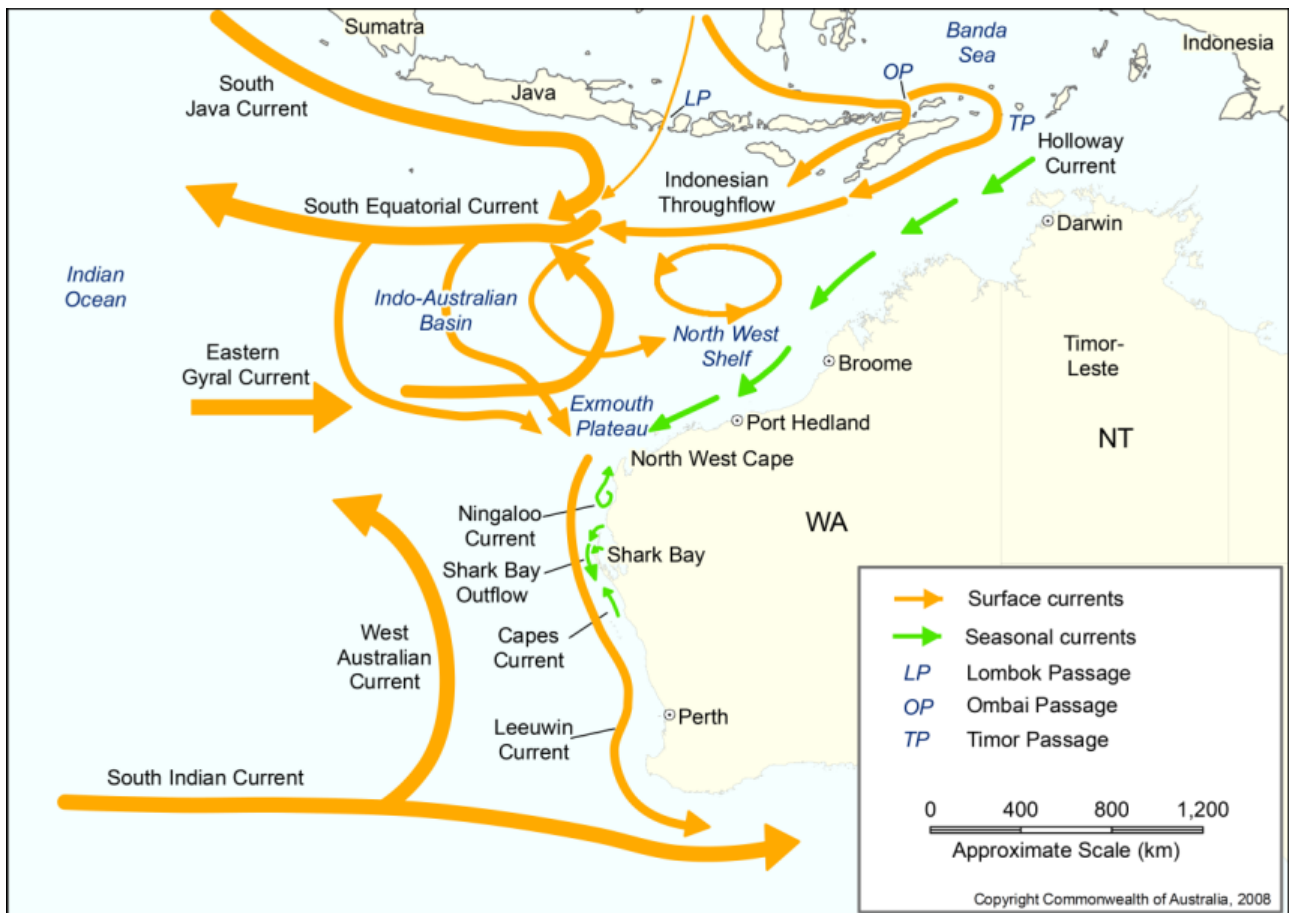 Sumatra
Banda
Sea
Indonesia
South
Java Current
Java
LP
OP
TP
Holloway
Current
Indonesian
Throughflow
South Equatorial Current
Darwin
Indian
Ocean
Indo-Australian
Basin
North West
Shelf
Timor-
Leste
Eastern
Gyral Current
Broome
Exmouth
Plateau
Port Hedland
NT
North West Cape
Ningaloo
Current
WA
Shark Bay
Shark Bay
Outflow
Capes
Current
West
Australian
Current
Leeuwin
Current
Perth
South Indian Current
Surface currents
Seasonal currents
LP Lombok Passage
OP Ombai Passage
TP Timor Passage
0 400 800 1,200
Approximate Scale (km)
Copyright Commonwealth of Australia, 2008